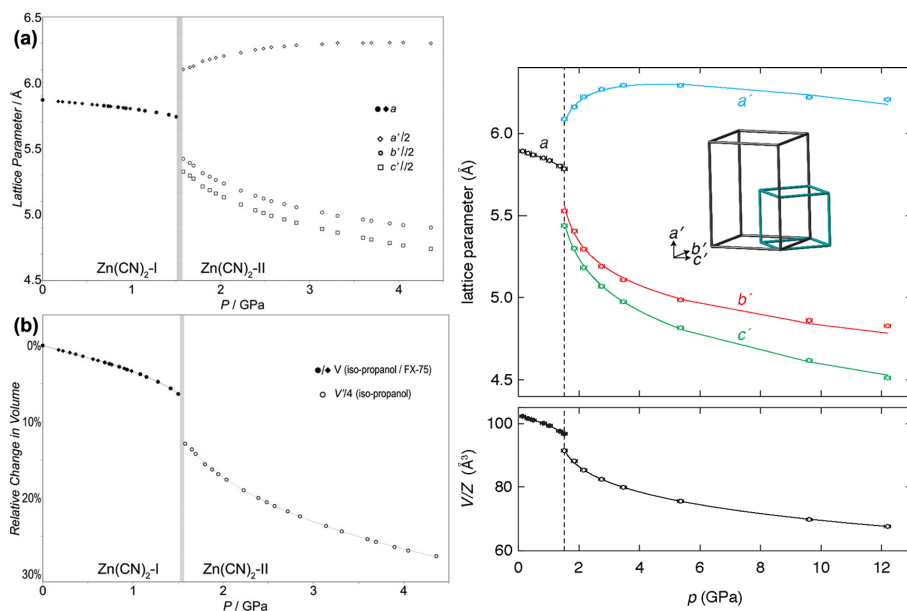 (a)
6.5
6.0
5.5
5.0
4.5
Lattice Parameter / Å
●◆ a
◇ a'/2
○ b'/√2
□ c'/√2
Zn(CN)₂-I
Zn(CN)₂-II
0
1
2
3
4
P / GPa
(b)
0%
10%
20%
30%
Relative Change in Volume
●/◆ V (iso-propanol / FX-75)
○ V'/4 (iso-propanol)
Zn(CN)₂-I
Zn(CN)₂-II
0
1
2
3
4
P / GPa
6.0
5.5
5.0
4.5
lattice parameter (Å)
a
a´
b´
c´
a´
b´
c´
100
80
60
V/Z (Å³)
0
2
4
6
8
10
12
p (GPa)